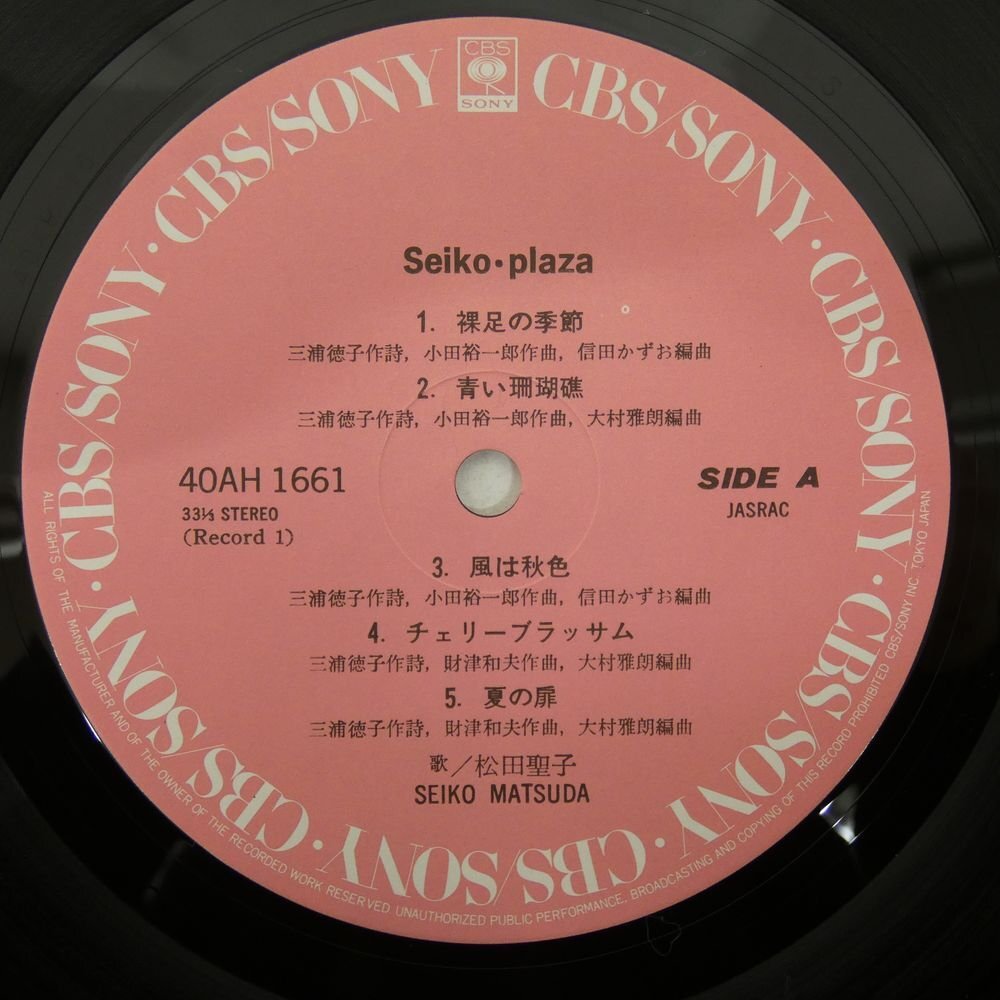 CBS
SONY
CBS/SONY · CBS/SONY · CBS/SONY · CBS/SONY · CBS/SONY · CBS/SONY · CBS/SONY · CBS/SONY
Seiko・plaza
1. 裸足の季節
三浦徳子作詩, 小田裕一郎作曲, 信田かずお編曲
2. 青い珊瑚礁
三浦徳子作詩, 小田裕一郎作曲, 大村雅朗編曲
40AH 1661
33⅓ STEREO
(Record 1)
SIDE A
JASRAC
3. 風は秋色
三浦徳子作詩, 小田裕一郎作曲, 信田かずお編曲
4. チェリーブラッサム
三浦徳子作詩, 財津和夫作曲, 大村雅朗編曲
5. 夏の扉
三浦徳子作詩, 財津和夫作曲, 大村雅朗編曲
歌／松田聖子
SEIKO MATSUDA
ALL RIGHTS OF THE MANUFACTURER AND OF THE OWNER OF THE RECORDED WORK RESERVED UNAUTHORIZED PUBLIC PERFORMANCE, BROADCASTING AND COPYING OF THIS RECORD PROHIBITED CBS/SONY INC. TOKYO JAPAN